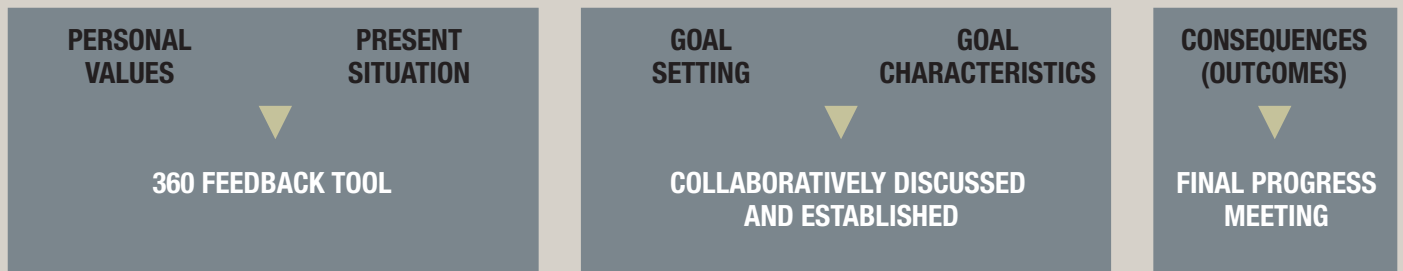 PERSONAL
VALUES
PRESENT
SITUATION
360 FEEDBACK TOOL
GOAL
SETTING
GOAL
CHARACTERISTICS
COLLABORATIVELY DISCUSSED
AND ESTABLISHED
CONSEQUENCES
(OUTCOMES)
FINAL PROGRESS
MEETING